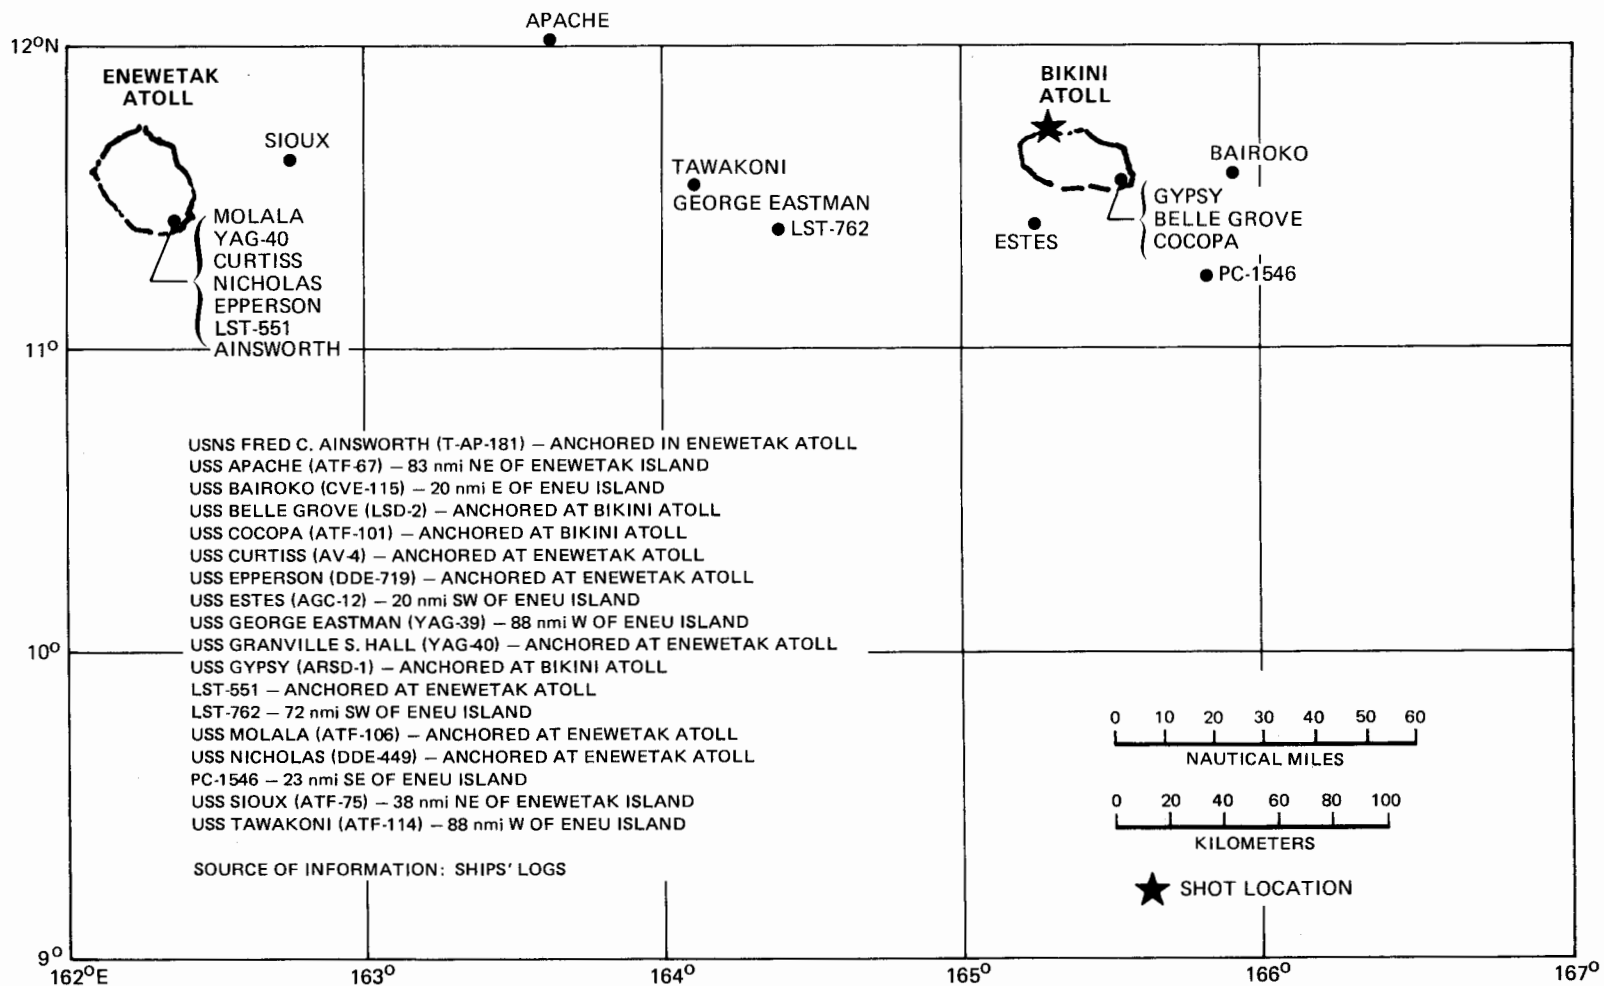 APACHE
12°N
ENEWETAK
ATOLL
BIKINI
ATOLL
SIOUX
TAWAKONI
GEORGE EASTMAN
LST-762
BAIROKO
GYPSY
BELLE GROVE
COCOPA
ESTES
PC-1546
MOLALA
YAG-40
CURTISS
NICHOLAS
EPPERSON
LST-551
AINSWORTH
11°
USNS FRED C. AINSWORTH (T-AP-181) – ANCHORED IN ENEWETAK ATOLL
USS APACHE (ATF-67) – 83 nmi NE OF ENEWETAK ISLAND
USS BAIROKO (CVE-115) – 20 nmi E OF ENEU ISLAND
USS BELLE GROVE (LSD-2) – ANCHORED AT BIKINI ATOLL
USS COCOPA (ATF-101) – ANCHORED AT BIKINI ATOLL
USS CURTISS (AV-4) – ANCHORED AT ENEWETAK ATOLL
USS EPPERSON (DDE-719) – ANCHORED AT ENEWETAK ATOLL
USS ESTES (AGC-12) – 20 nmi SW OF ENEU ISLAND
USS GEORGE EASTMAN (YAG-39) – 88 nmi W OF ENEU ISLAND
USS GRANVILLE S. HALL (YAG-40) – ANCHORED AT ENEWETAK ATOLL
10°
USS GYPSY (ARSD-1) – ANCHORED AT BIKINI ATOLL
LST-551 – ANCHORED AT ENEWETAK ATOLL
LST-762 – 72 nmi SW OF ENEU ISLAND
USS MOLALA (ATF-106) – ANCHORED AT ENEWETAK ATOLL
USS NICHOLAS (DDE-449) – ANCHORED AT ENEWETAK ATOLL
PC-1546 – 23 nmi SE OF ENEU ISLAND
USS SIOUX (ATF-75) – 38 nmi NE OF ENEWETAK ISLAND
USS TAWAKONI (ATF-114) – 88 nmi W OF ENEU ISLAND
SOURCE OF INFORMATION: SHIPS' LOGS
0 10 20 30 40 50 60
NAUTICAL MILES
0 20 40 60 80 100
KILOMETERS
SHOT LOCATION
9°
162°E 163° 164° 165° 166° 167°